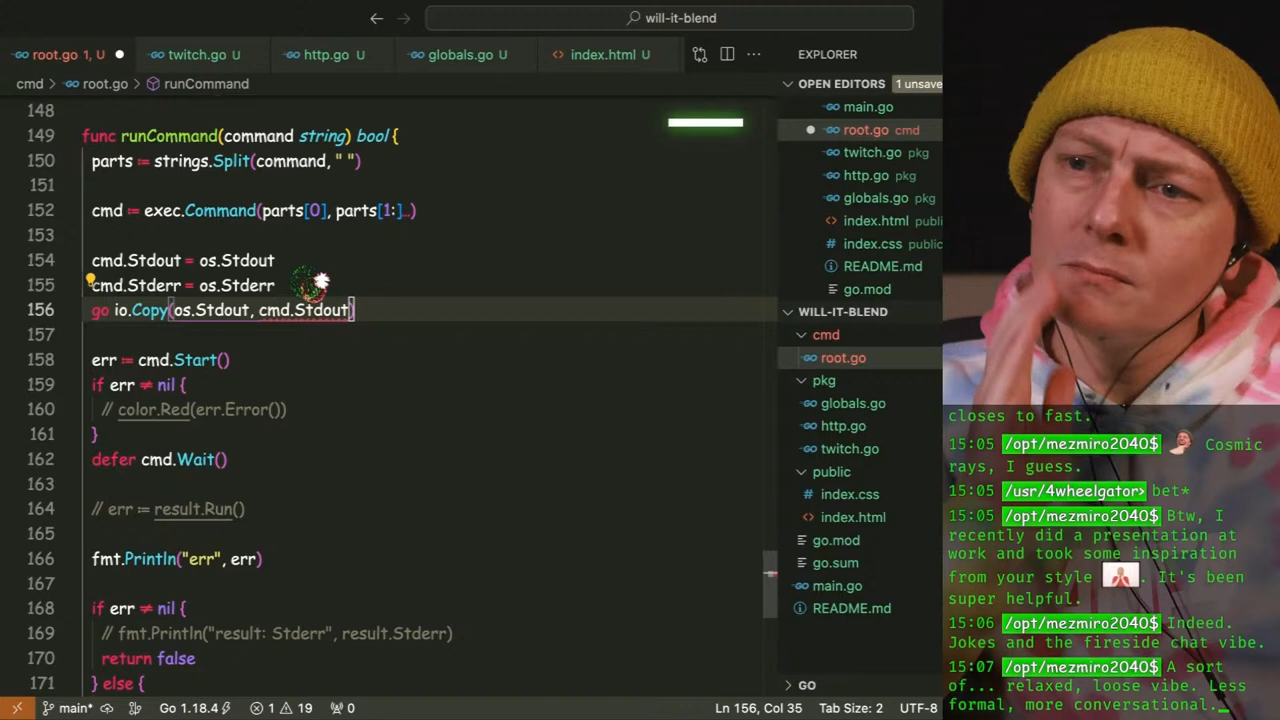 will-it-blend
root.go 1, U
twitch.go U
http.go U
globals.go U
index.html U
cmd > root.go > runCommand
148
149 func runCommand(command string) bool {
150 parts := strings.Split(command, " ")
151
152 cmd := exec.Command(parts[0], parts[1:]...)
153
154 cmd.Stdout = os.Stdout
155 cmd.Stderr = os.Stderr
156 go io.Copy(os.Stdout, cmd.Stdout)
157
158 err := cmd.Start()
159 if err ≠ nil {
160 // color.Red(err.Error())
161 }
162 defer cmd.Wait()
163
164 // err := result.Run()
165
166 fmt.Println("err", err)
167
168 if err ≠ nil {
169 // fmt.Println("result: Stderr", result.Stderr)
170 return false
171 } else {
EXPLORER
OPEN EDITORS 1 unsave
main.go
root.go cmd
twitch.go pkg
http.go pkg
globals.go pkg
index.html public
index.css public
README.md
go.mod
WILL-IT-BLEND
cmd
root.go
pkg
globals.go
http.go
twitch.go
public
index.css
index.html
go.mod
go.sum
main.go
README.md
GO
closes to fast.
15:05 /opt/mezmiro2040$ Cosmic
rays, I guess.
15:05 /usr/4wheelgator> bet*
15:05 /opt/mezmiro2040$ Btw, I
recently did a presentation at
work and took some inspiration
from your style . It's been
super helpful.
15:06 /opt/mezmiro2040$ Indeed.
Jokes and the fireside chat vibe.
15:07 /opt/mezmiro2040$ A sort
of... relaxed, loose vibe. Less
formal, more conversational.
main* Go 1.18.4 1 19 0 Ln 156, Col 35 Tab Size: 2 UTF-8